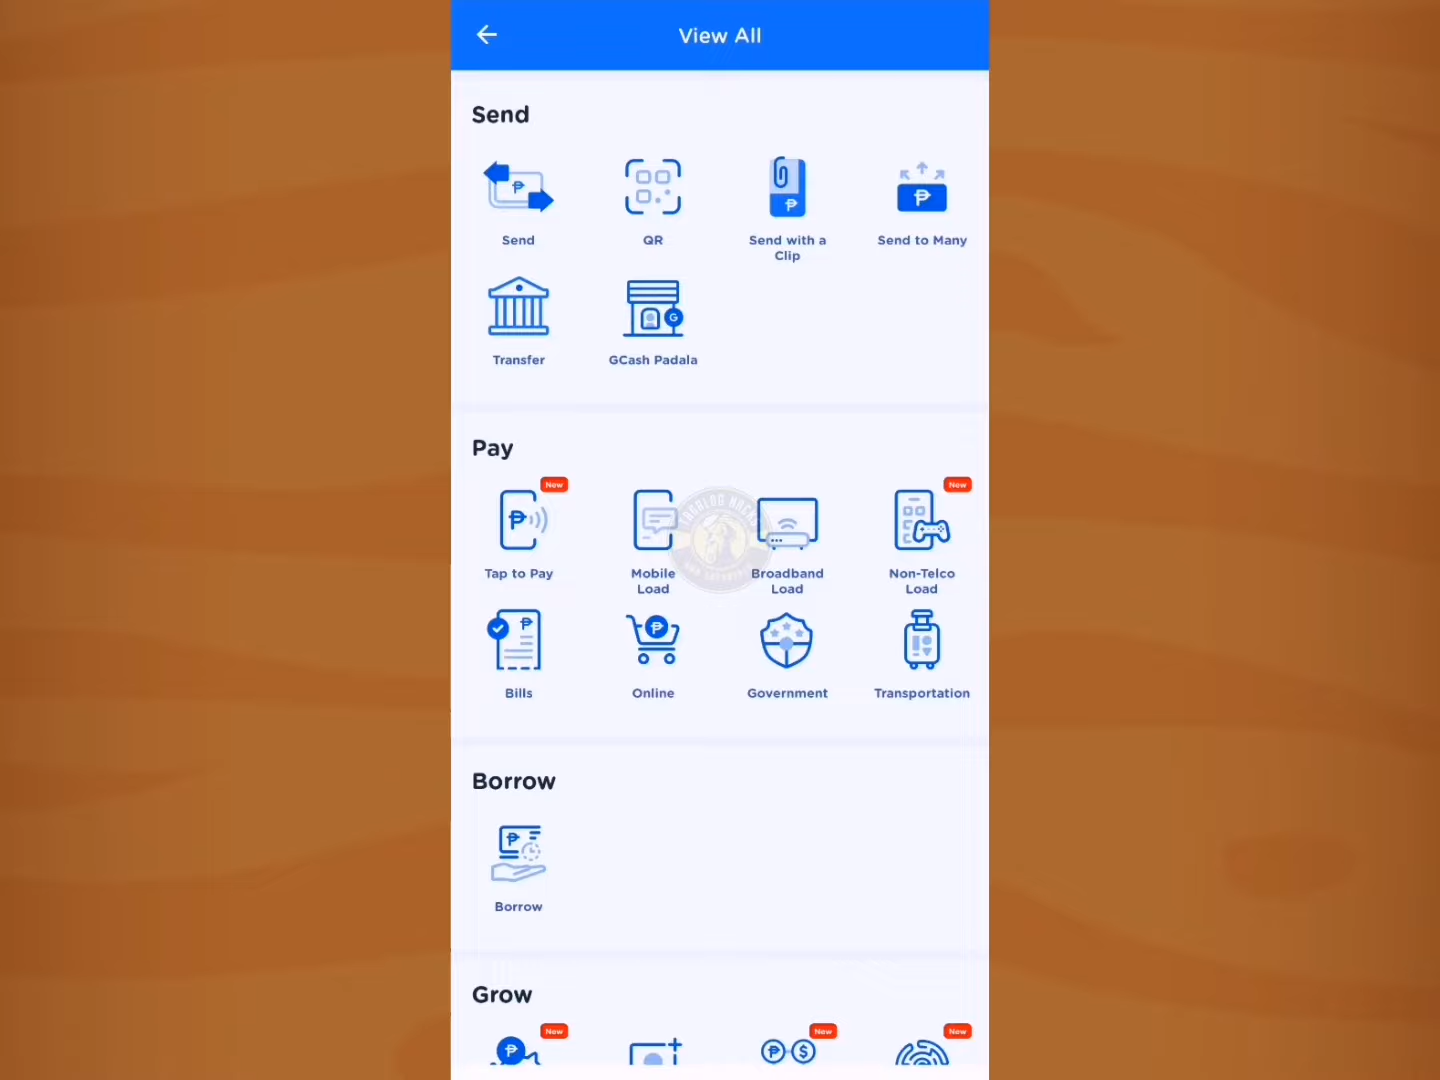 View All
Send
Send
QR
Send with a
Clip
Send to Many
Transfer
G
GCash Padala
Pay
New
New
Tap to Pay
Mobile
Load
Broadband
Load
Non-Telco
Load
Bills
Online
Government
Transportation
Borrow
Borrow
Grow
New
New
New